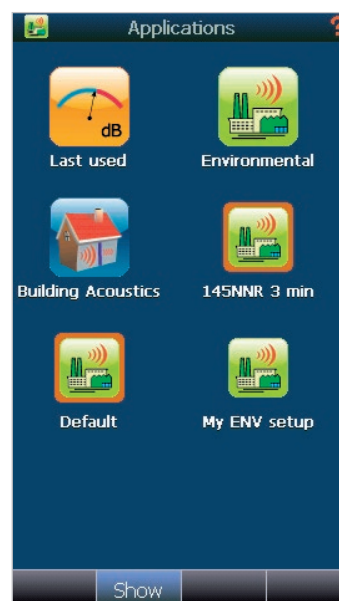 Applications ?
dB
Last used Environmental
Building Acoustics 145NNR 3 min
Default My ENV setup
Show